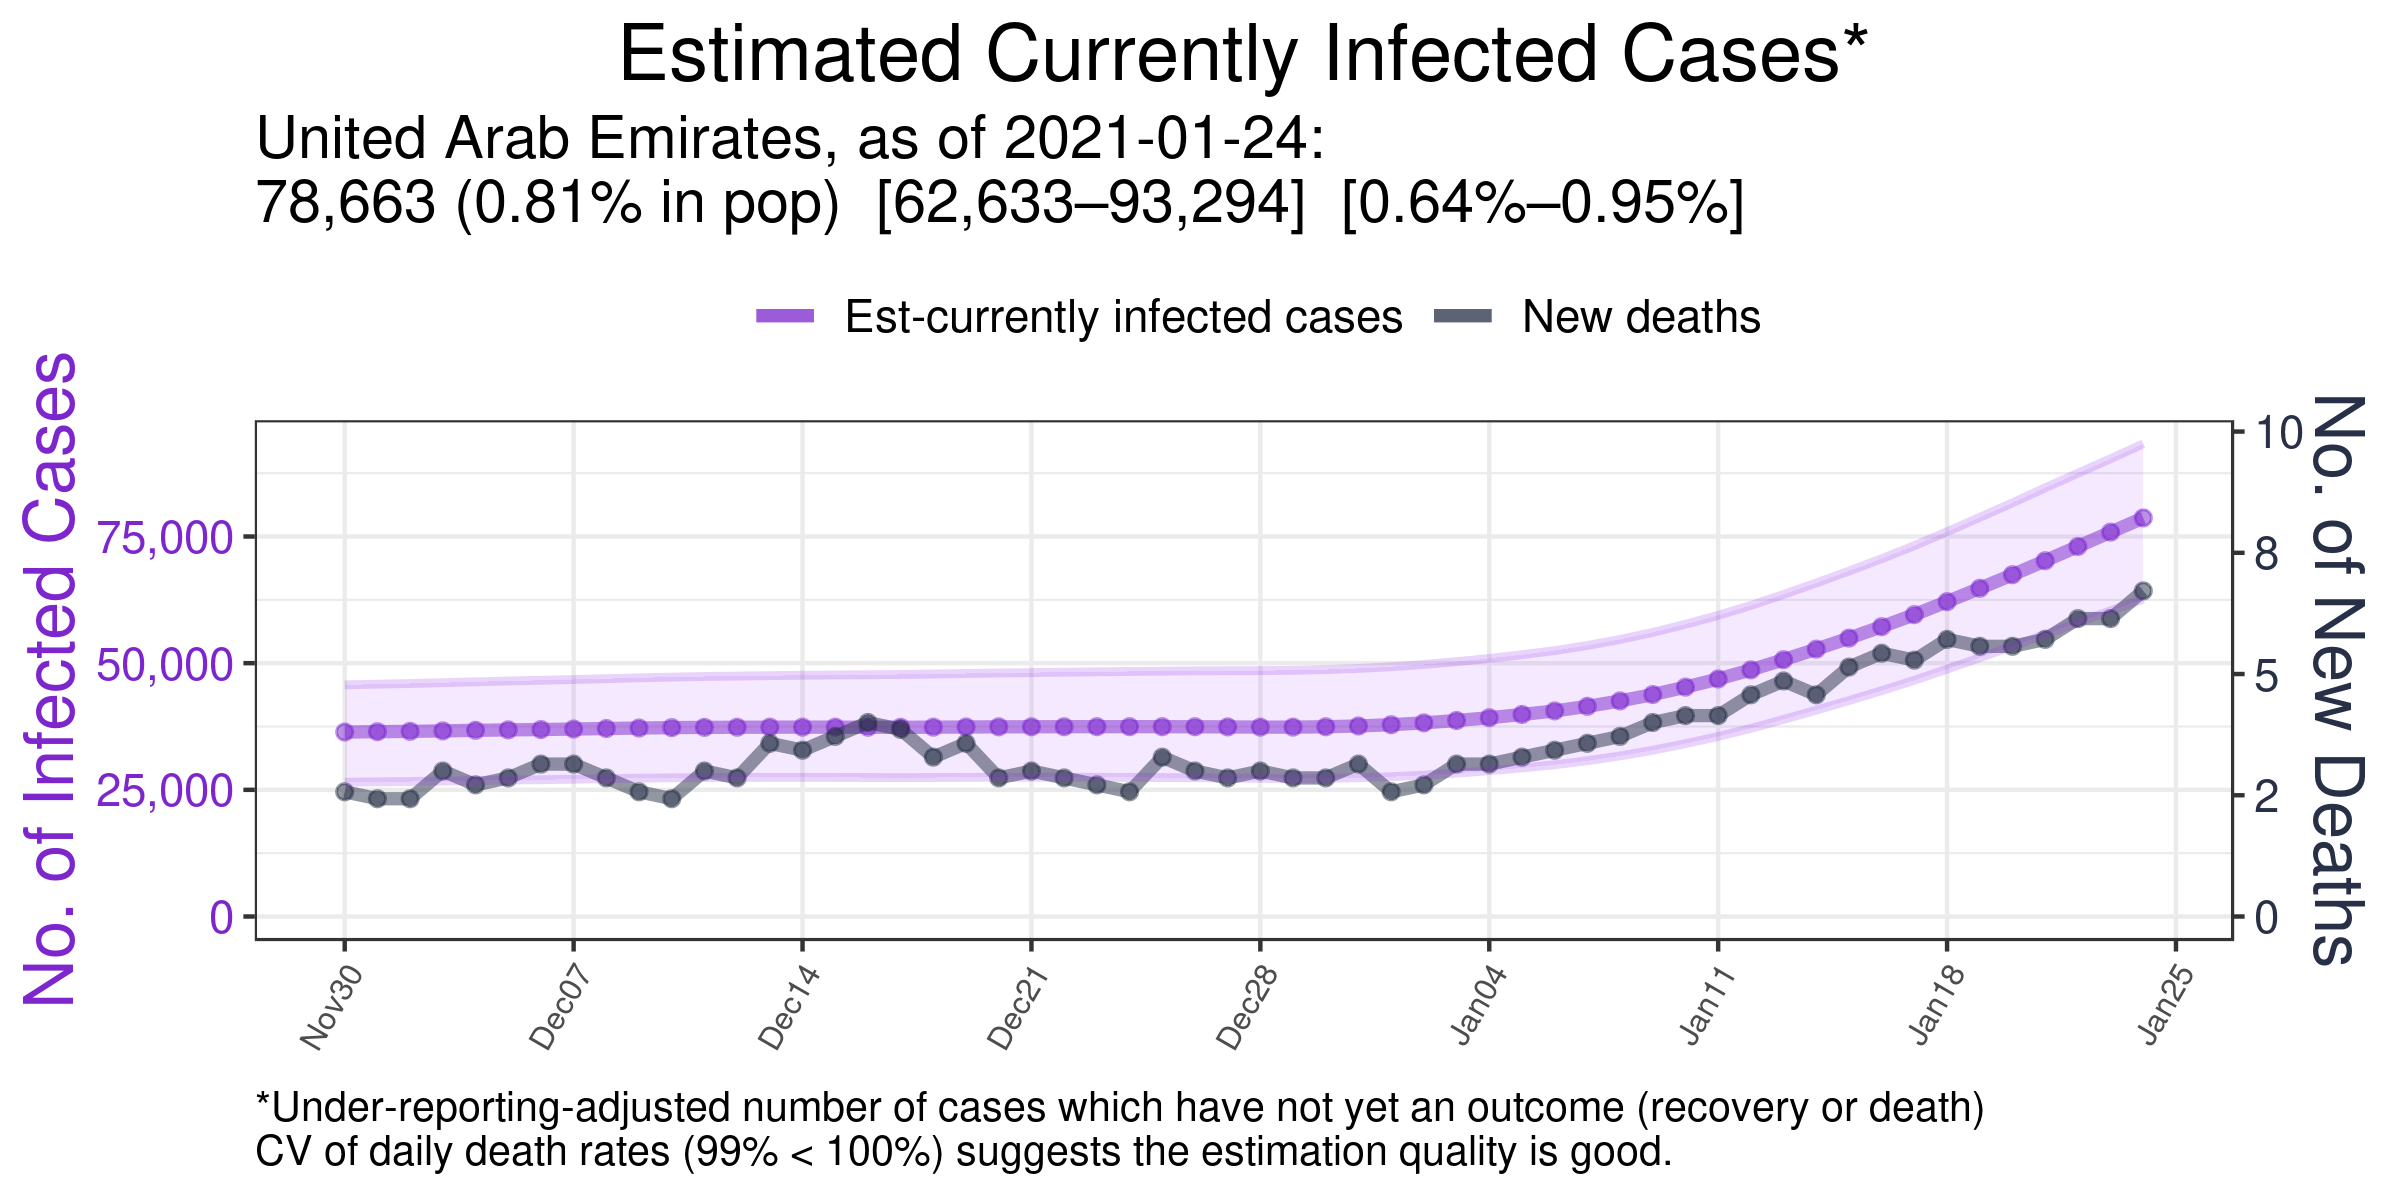 Estimated Currently Infected Cases*
United Arab Emirates, as of 2021-01-24:
78,663 (0.81% in pop)  [62,633–93,294]  [0.64%–0.95%]
Est-currently infected cases
New deaths
No. of Infected Cases
75,000
50,000
25,000
0
10
8
5
2
0
No. of New Deaths
Nov30
Dec07
Dec14
Dec21
Dec28
Jan04
Jan11
Jan18
Jan25
*Under-reporting-adjusted number of cases which have not yet an outcome (recovery or death)
CV of daily death rates (99% < 100%) suggests the estimation quality is good.